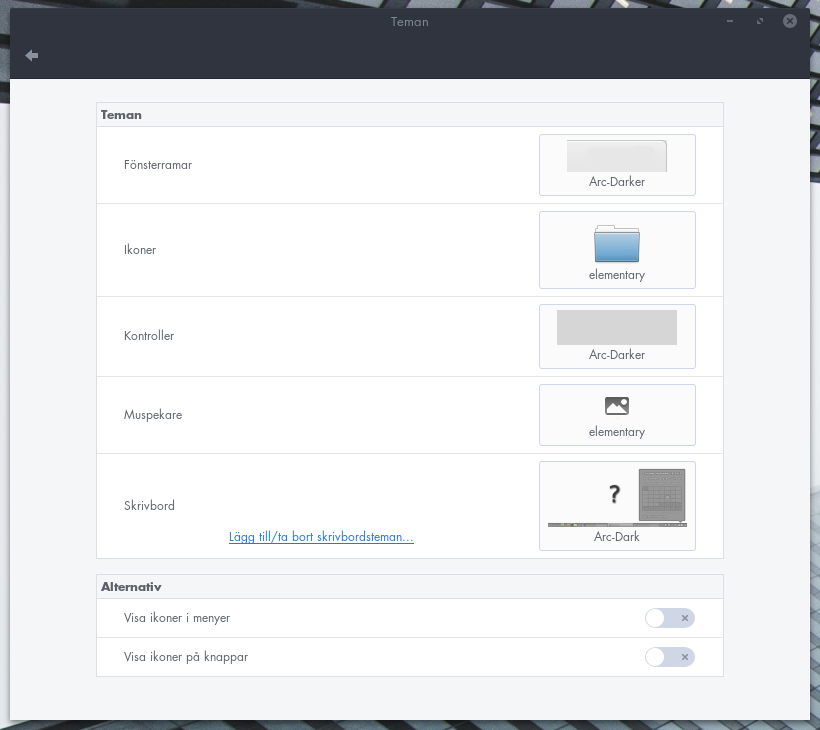 Teman
Teman
Fönsterramar
Arc-Darker
Ikoner
elementary
Kontroller
Arc-Darker
Muspekare
elementary
Skrivbord
?
Lägg till/ta bort skrivbordsteman...
Arc-Dark
Alternativ
Visa ikoner i menyer
Visa ikoner på knappar